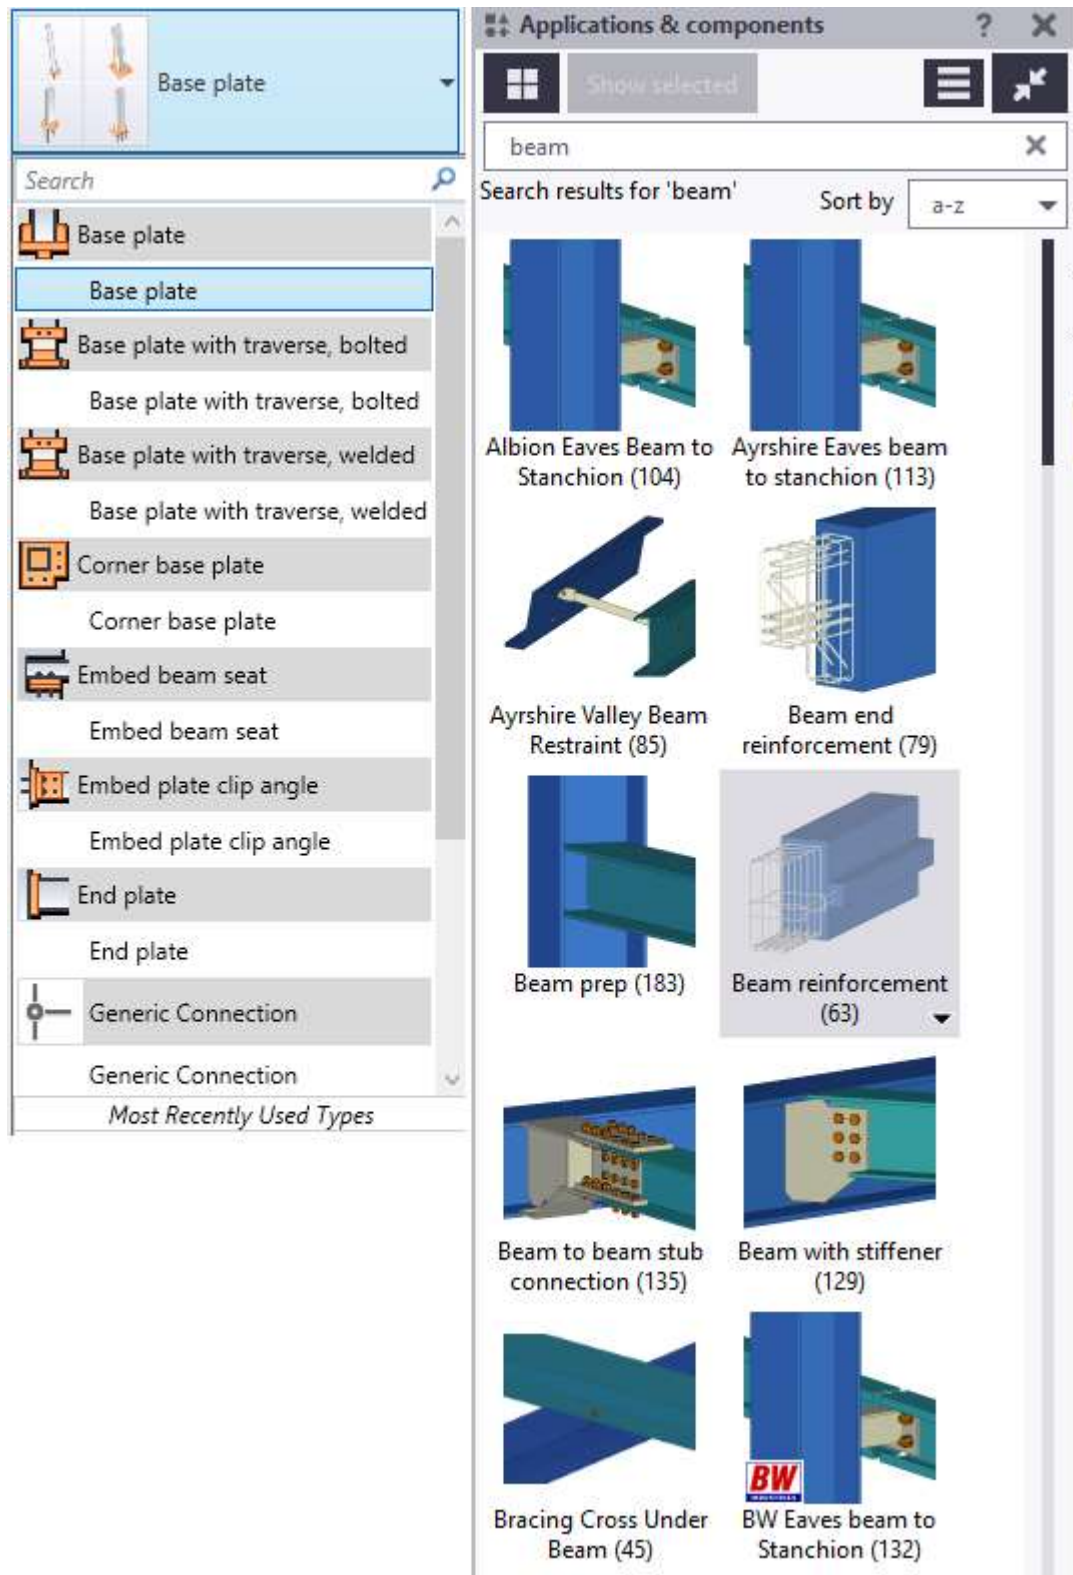 Base plate
Search
Base plate
Base plate
Base plate with traverse, bolted
Base plate with traverse, bolted
Base plate with traverse, welded
Base plate with traverse, welded
Corner base plate
Corner base plate
Embed beam seat
Embed beam seat
Embed plate clip angle
Embed plate clip angle
End plate
End plate
Generic Connection
Generic Connection
Most Recently Used Types
Applications & components
?
Show selected
beam
Search results for 'beam'
Sort by
a-z
Albion Eaves Beam to
Stanchion (104)
Ayrshire Eaves beam
to stanchion (113)
Ayrshire Valley Beam
Restraint (85)
Beam end
reinforcement (79)
Beam prep (183)
Beam reinforcement
(63)
Beam to beam stub
connection (135)
Beam with stiffener
(129)
Bracing Cross Under
Beam (45)
BW
BW Eaves beam to
Stanchion (132)